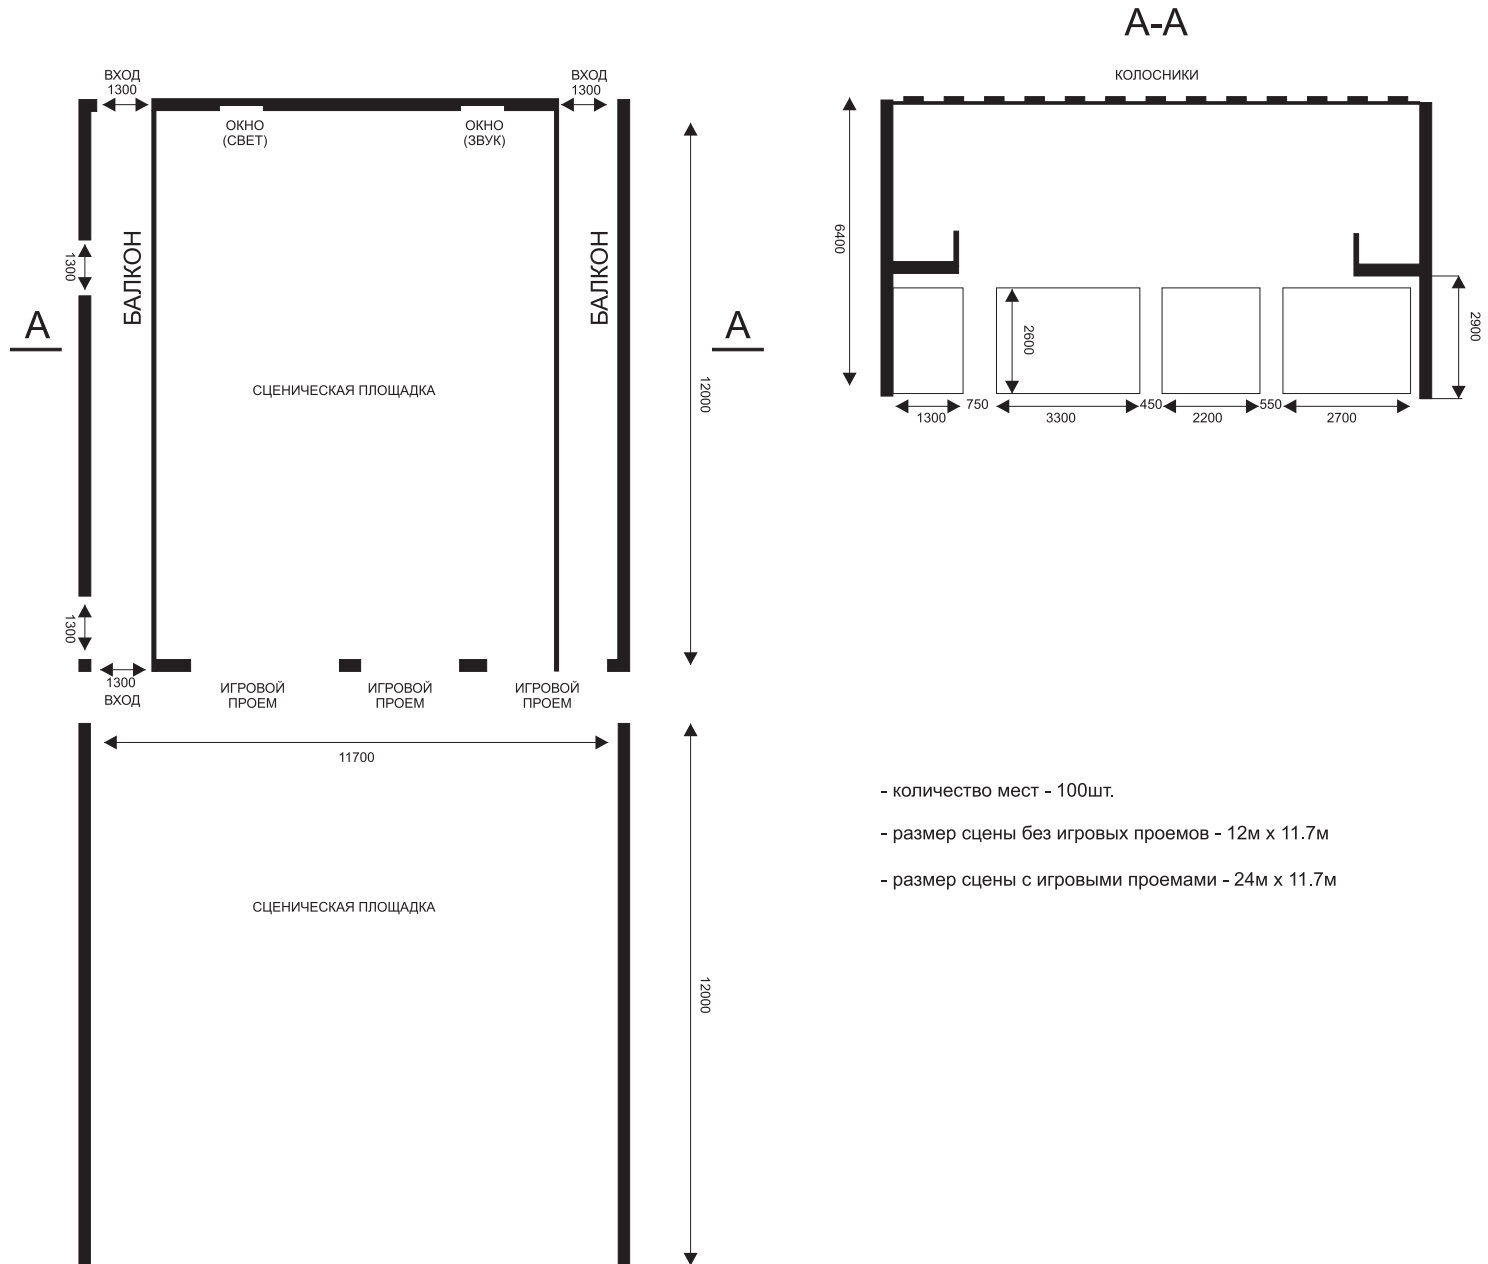 А-А
КОЛОСНИКИ
ВХОД
1300
ВХОД
1300
ОКНО
(СВЕТ)
ОКНО
(ЗВУК)
6400
1300
БАЛКОН
БАЛКОН
А
А
2600
2900
СЦЕНИЧЕСКАЯ ПЛОЩАДКА
12000
1300
750
3300
450
2200
550
2700
1300
1300
ВХОД
ИГРОВОЙ
ПРОЕМ
ИГРОВОЙ
ПРОЕМ
ИГРОВОЙ
ПРОЕМ
11700
- количество мест - 100шт.
- размер сцены без игровых проемов - 12м х 11.7м
- размер сцены с игровыми проемами - 24м х 11.7м
СЦЕНИЧЕСКАЯ ПЛОЩАДКА
12000